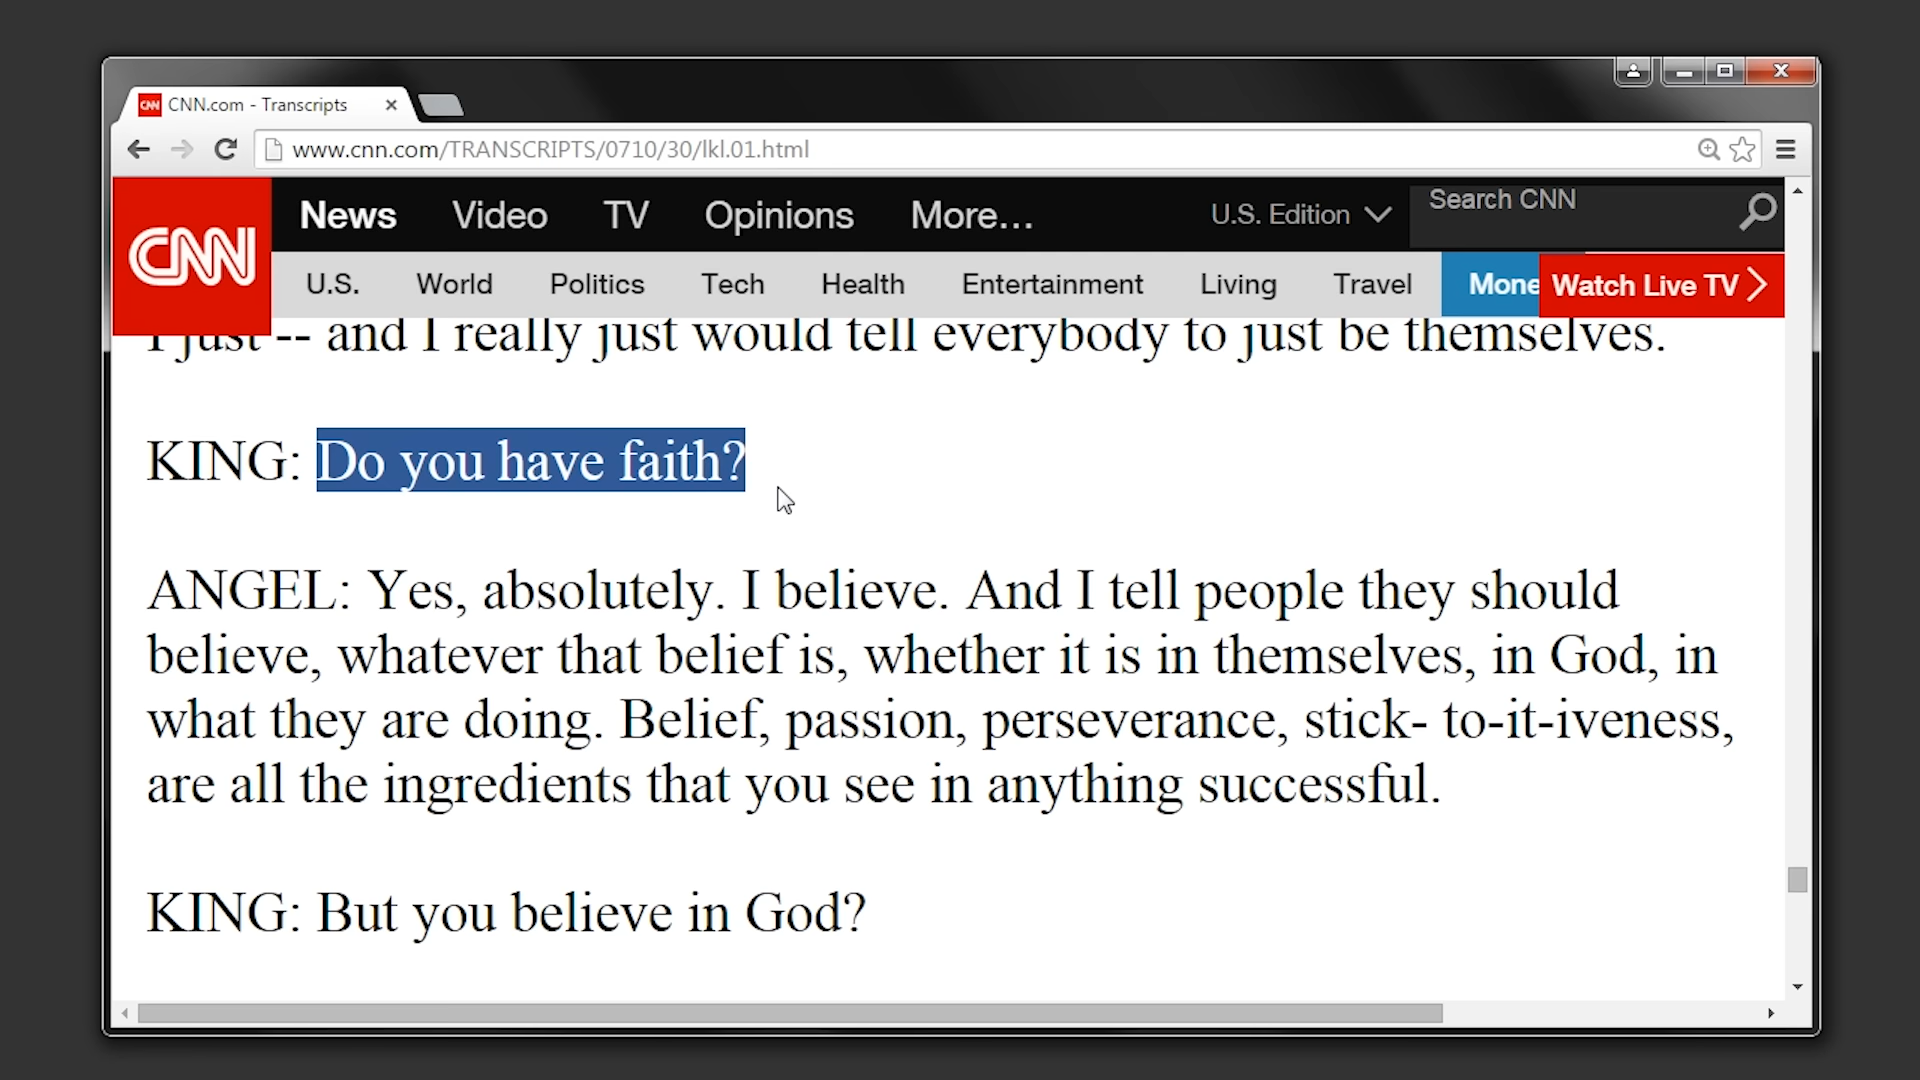 CNN.com - Transcripts
www.cnn.com/TRANSCRIPTS/0710/30/lkl.01.html
CNN
News Video TV Opinions More... U.S. Edition Search CNN
U.S. World Politics Tech Health Entertainment Living Travel Mone Watch Live TV
I just -- and I really just would tell everybody to just be themselves.
KING: Do you have faith?
ANGEL: Yes, absolutely. I believe. And I tell people they should
believe, whatever that belief is, whether it is in themselves, in God, in
what they are doing. Belief, passion, perseverance, stick- to-it-iveness,
are all the ingredients that you see in anything successful.
KING: But you believe in God?